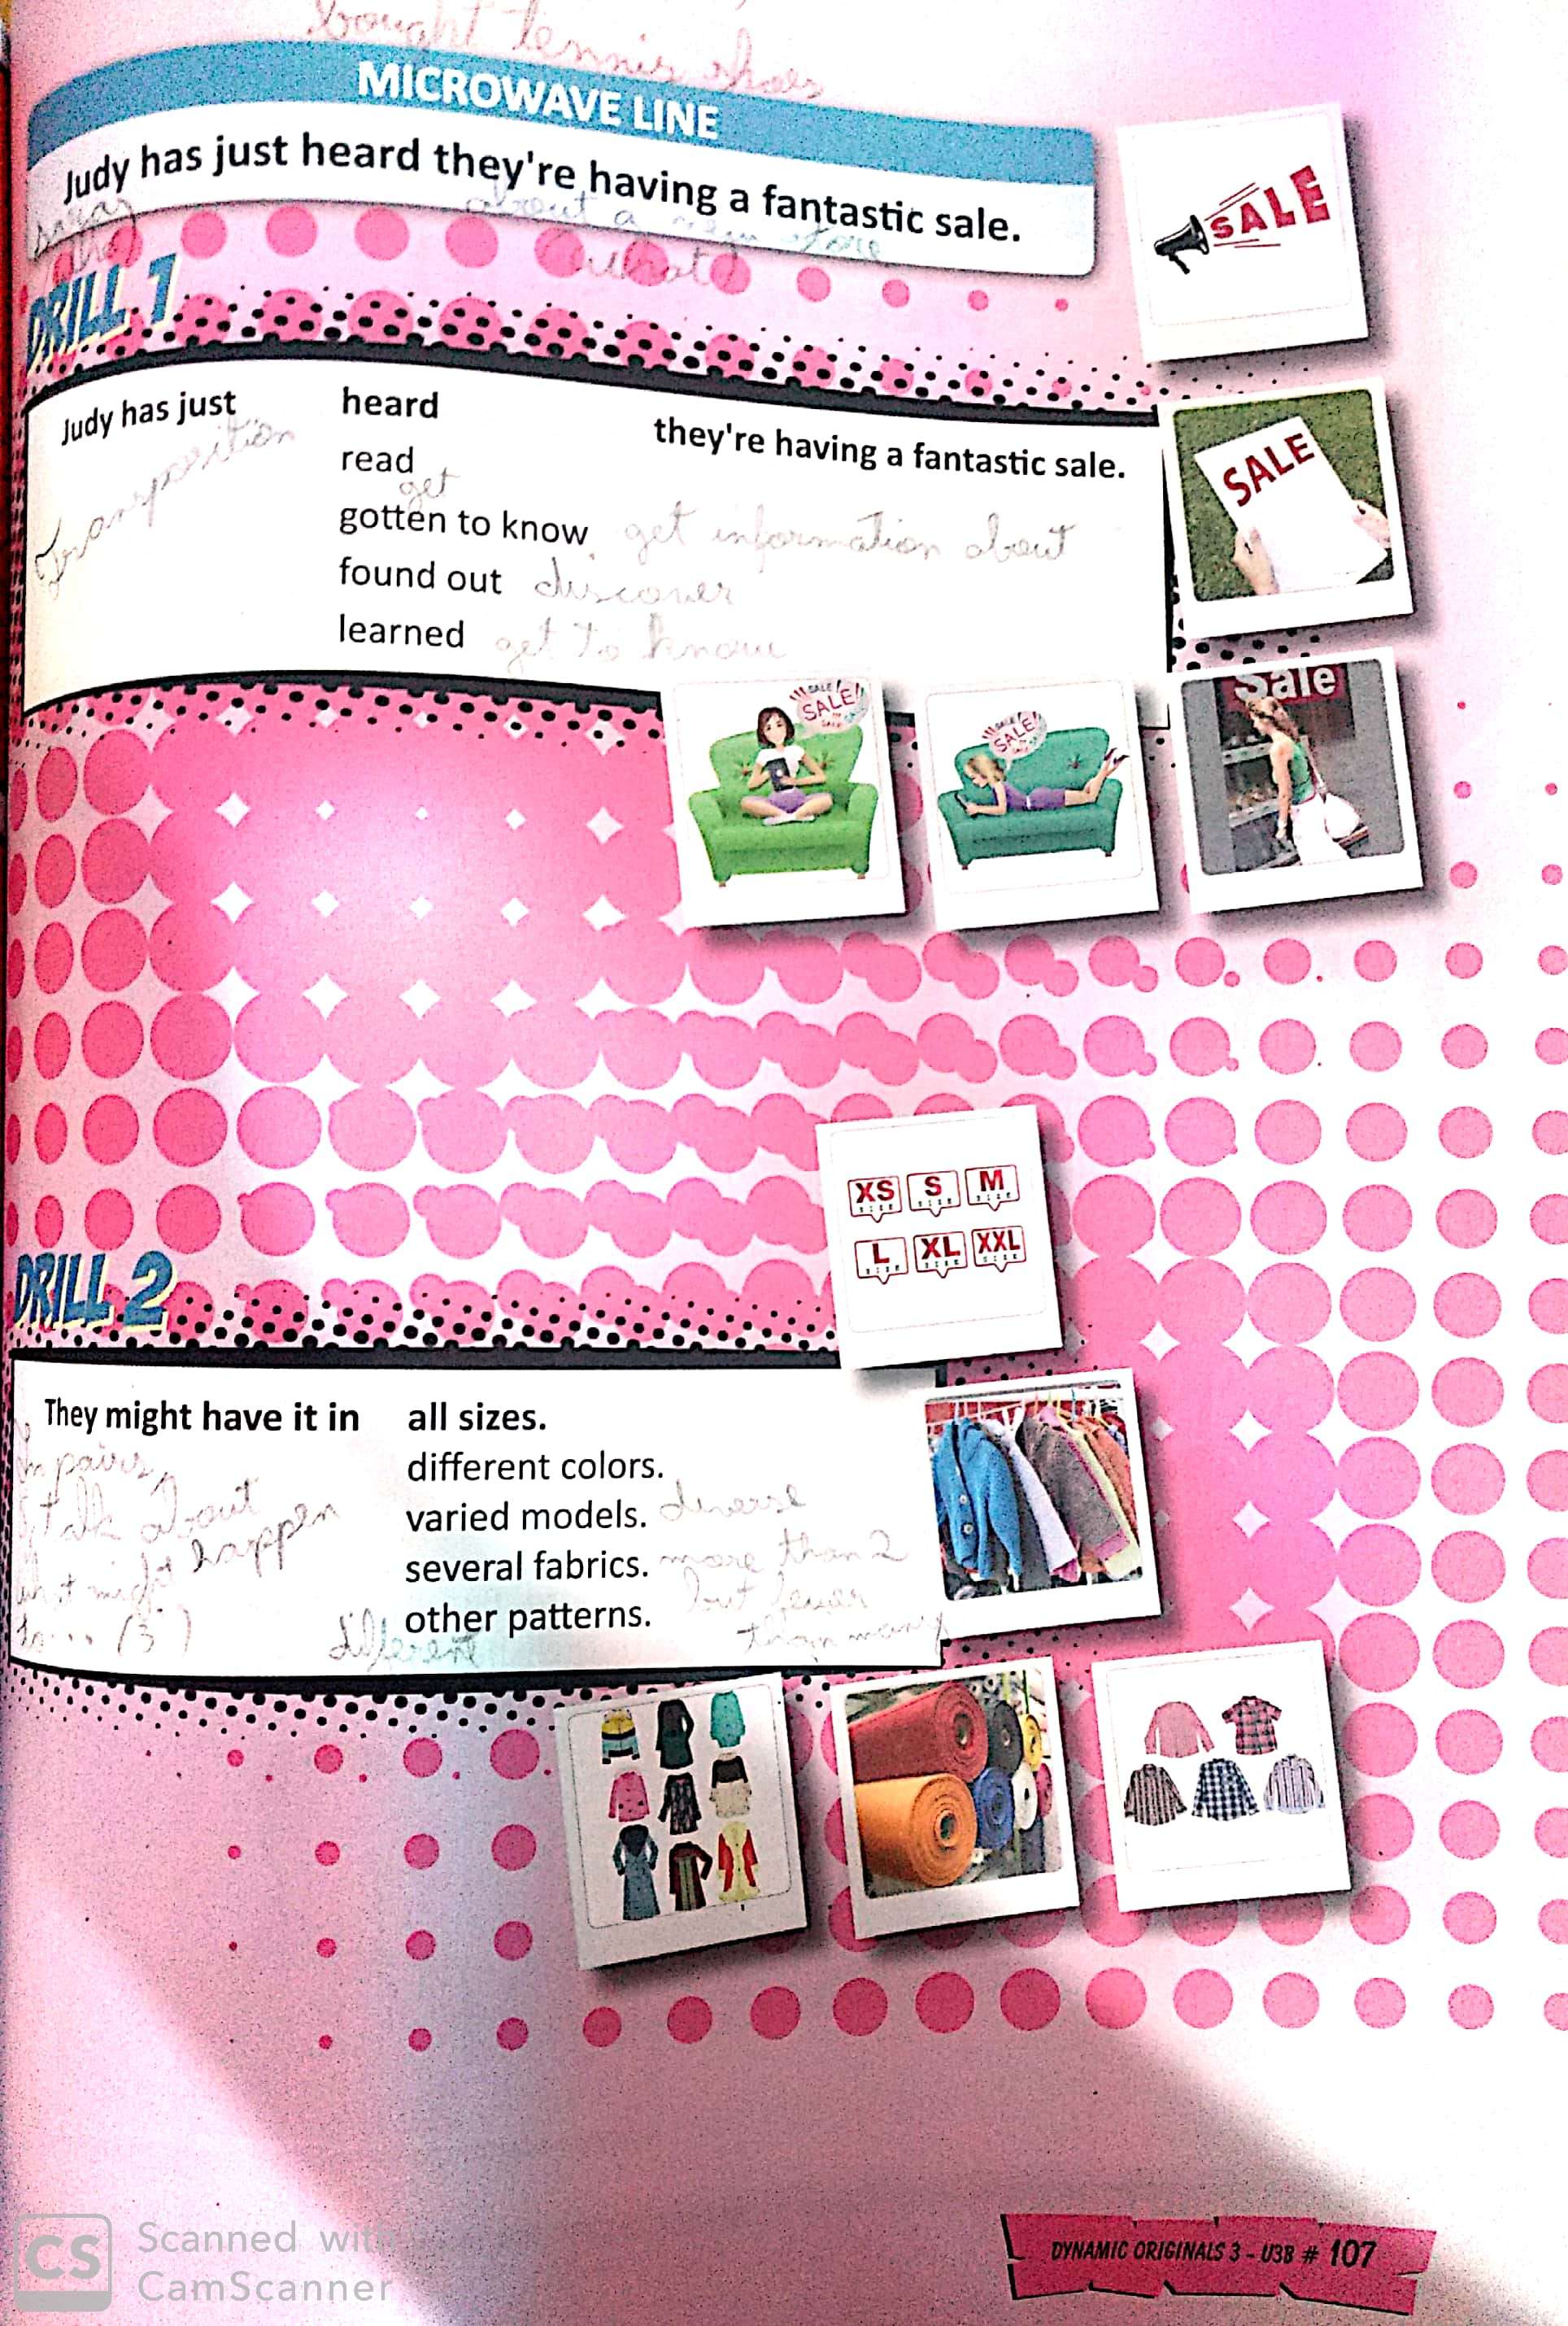 bought tennis shoes
MICROWAVE LINE
Judy has just heard they're having a fantastic sale.
about a new store
what
SALE
DRILL 1
Judy has just heard they're having a fantastic sale.
Transposition
read
get
gotten to know get information about
found out discover
learned get to know
SALE
SALE
SALE!
SALE!
SALE!
Sale
XS S M
L XL XXL
DRILL 2
They might have it in all sizes.
different colors.
varied models. diverse
several fabrics. more than 2
but fewer
than many
other patterns.
different
In pairs,
talk about
what might happen
to... (3')
DYNAMIC ORIGINALS 3 - U3B # 107
CS Scanned with
CamScanner